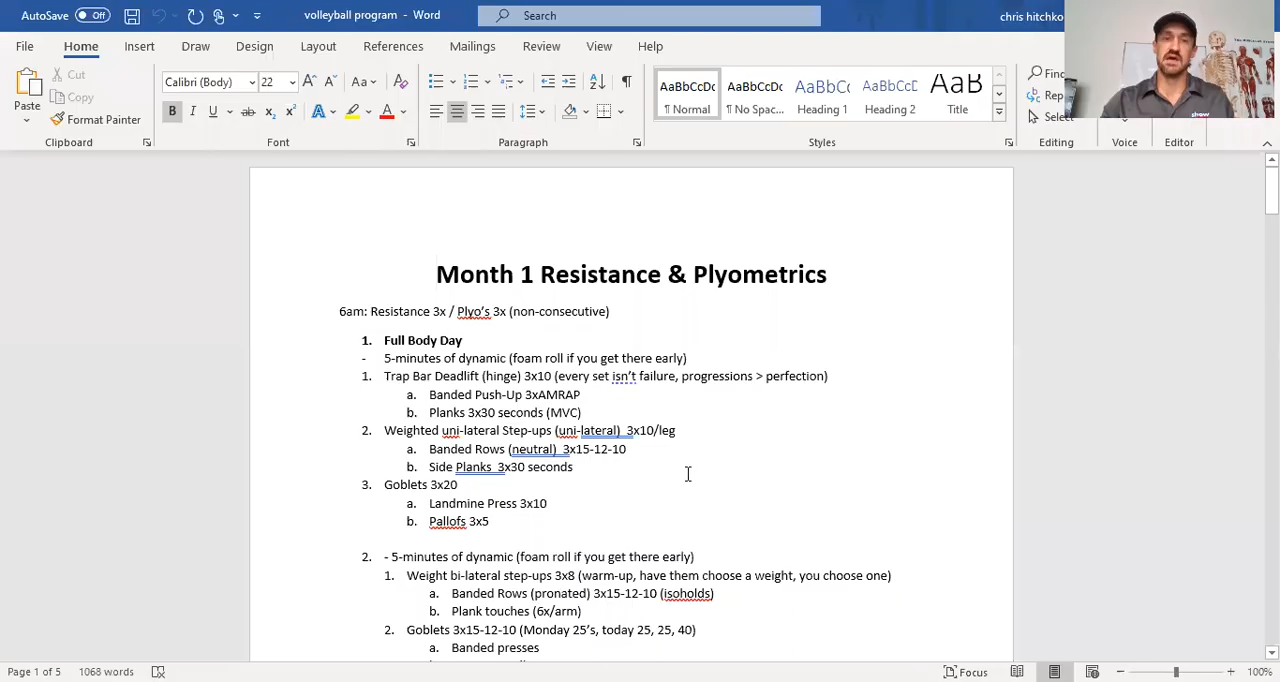 AutoSave Off volleyball program - Word Search chris hitchko
File Home Insert Draw Design Layout References Mailings Review View Help
Paste Cut Copy Format Painter
Calibri (Body) 22
AaBbCcDc AaBbCcDc AaBbCc AaBbCcD AaB
¶ Normal ¶ No Spac... Heading 1 Heading 2 Title
Find
Rep
Select
Clipboard Font Paragraph Styles Editing Voice Editor
Month 1 Resistance & Plyometrics
6am: Resistance 3x / Plyo's 3x (non-consecutive)
1. Full Body Day
- 5-minutes of dynamic (foam roll if you get there early)
1. Trap Bar Deadlift (hinge) 3x10 (every set isn't failure, progressions > perfection)
a. Banded Push-Up 3xAMRAP
b. Planks 3x30 seconds (MVC)
2. Weighted uni-lateral Step-ups (uni-lateral) 3x10/leg
a. Banded Rows (neutral) 3x15-12-10
b. Side Planks 3x30 seconds
3. Goblets 3x20
a. Landmine Press 3x10
b. Pallofs 3x5
2. - 5-minutes of dynamic (foam roll if you get there early)
1. Weight bi-lateral step-ups 3x8 (warm-up, have them choose a weight, you choose one)
a. Banded Rows (pronated) 3x15-12-10 (isoholds)
b. Plank touches (6x/arm)
2. Goblets 3x15-12-10 (Monday 25's, today 25, 25, 40)
a. Banded presses
Page 1 of 5 1068 words Focus 100%